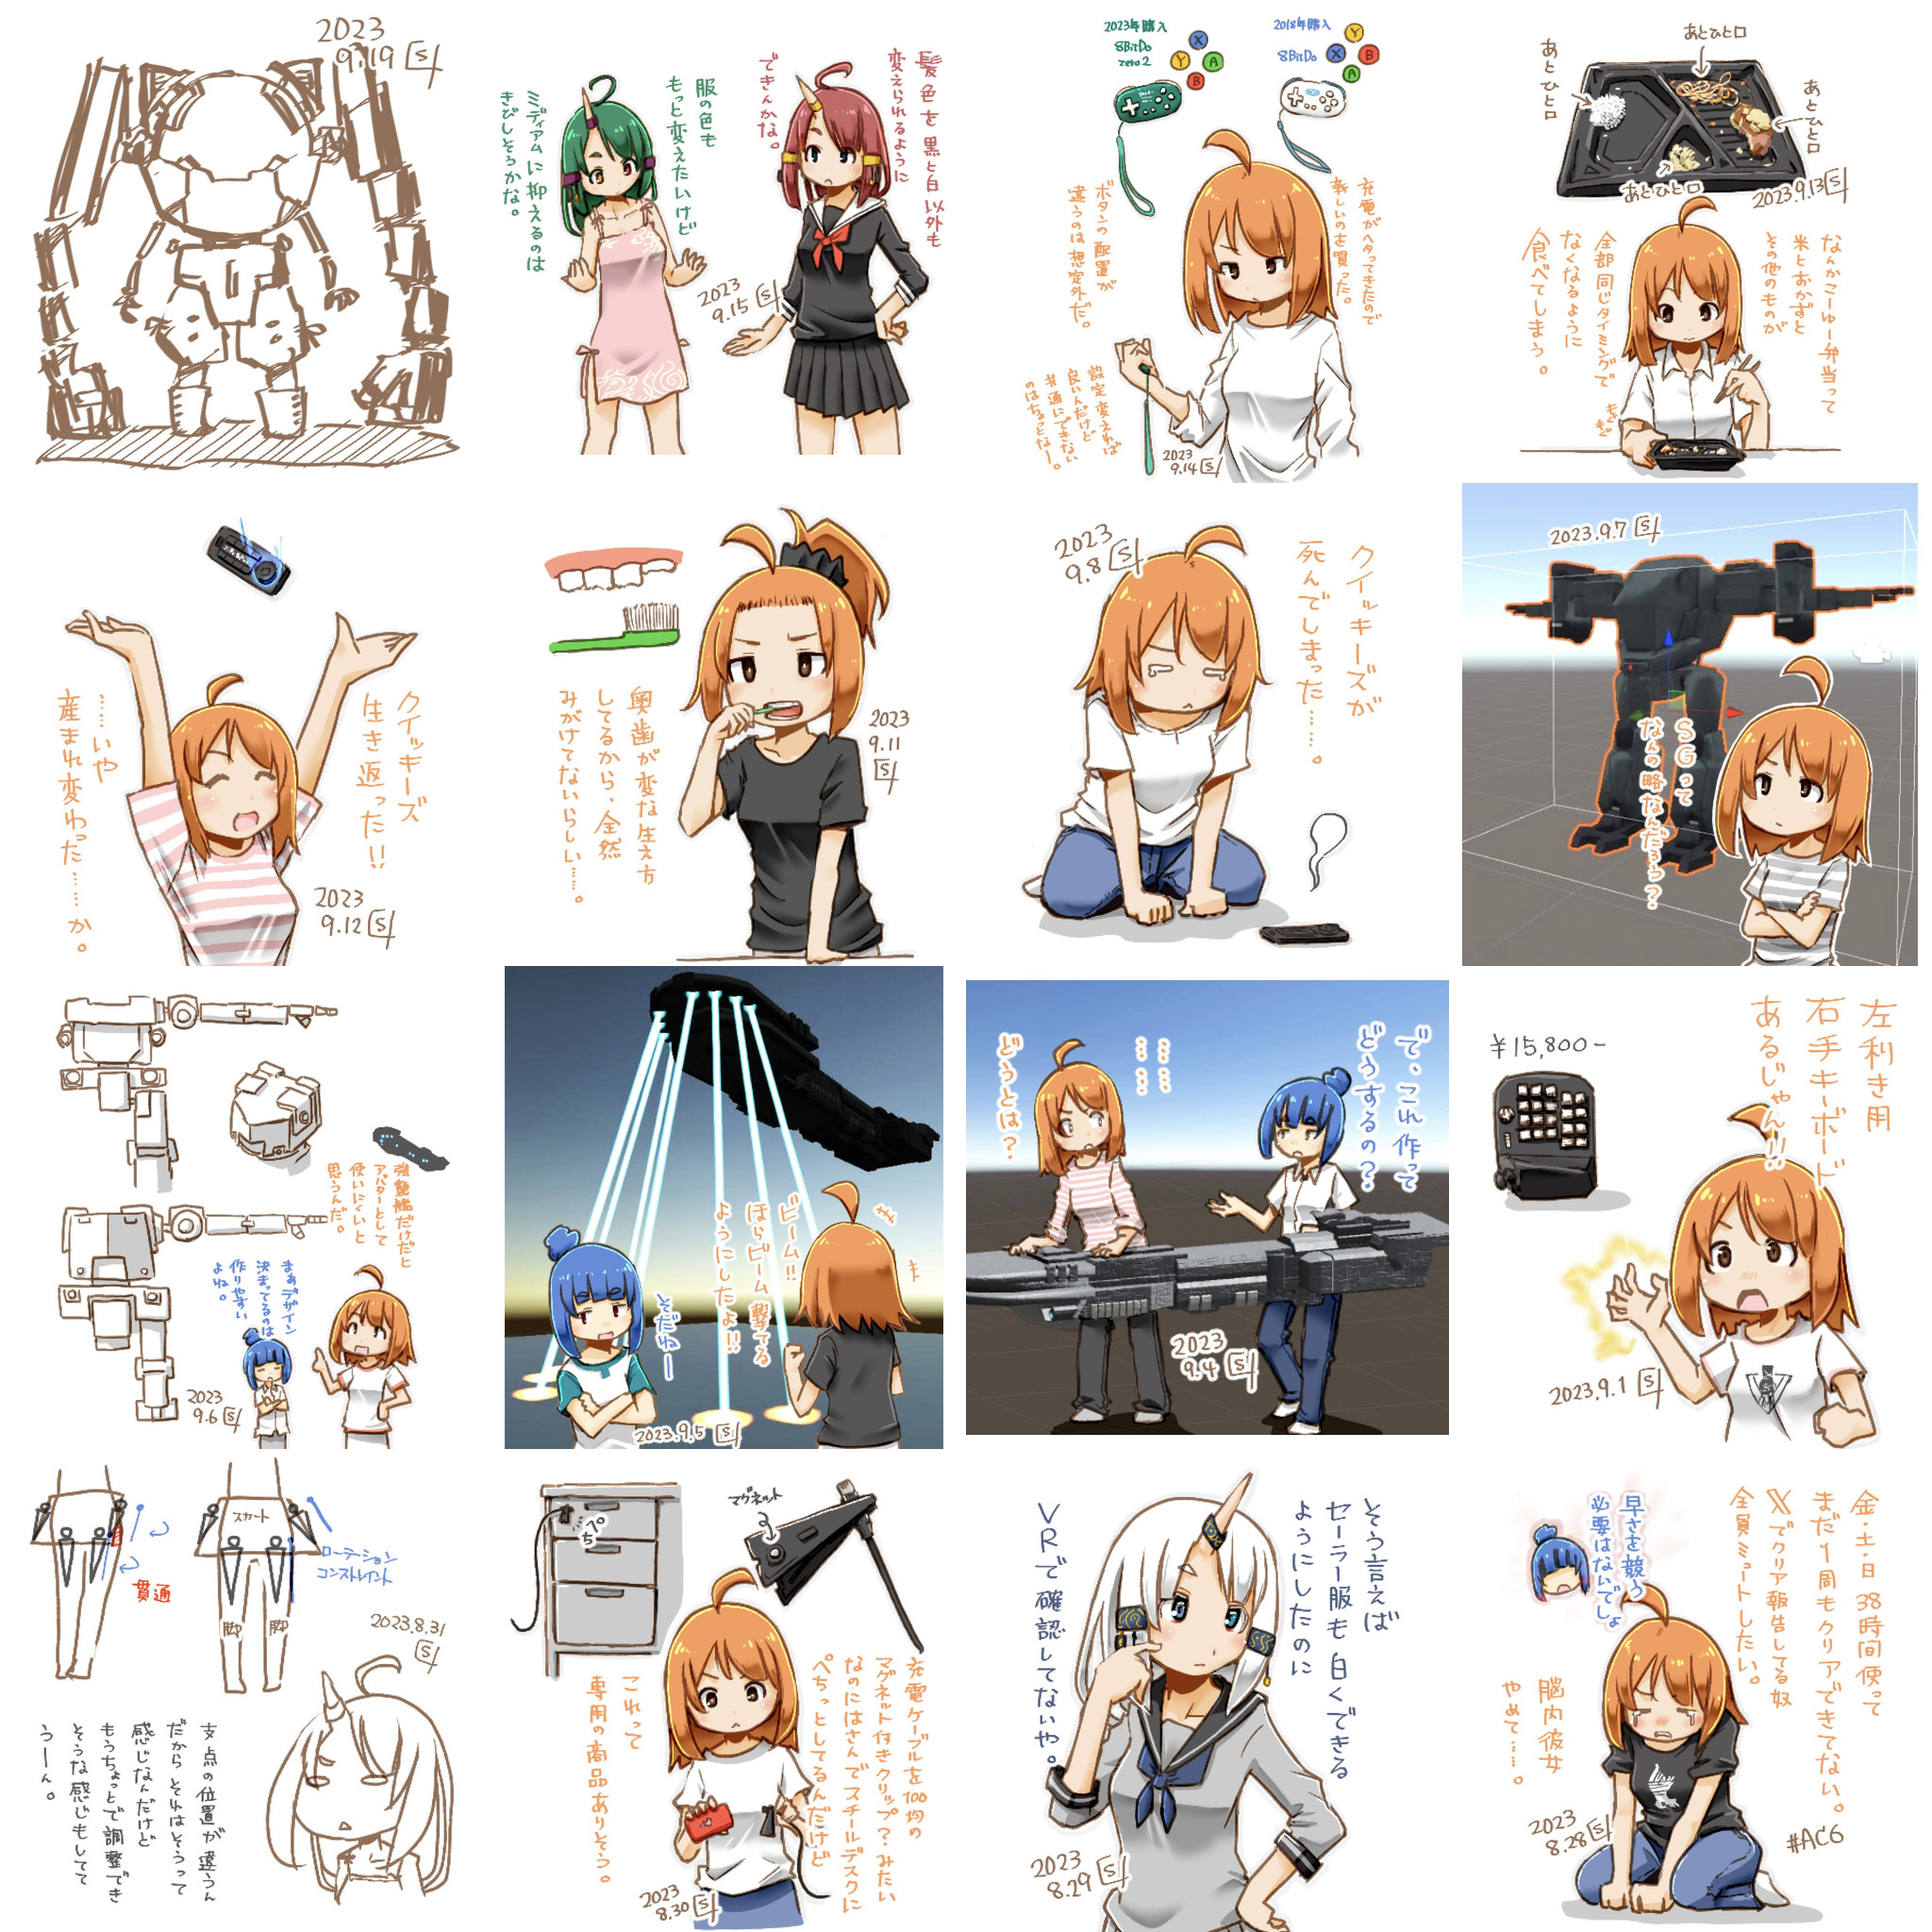 2023
9.19
髪色を黒と白以外も
変えられるように
できんかな。
服の色も
もっと変えたいけど
ミディアムに抑えるのは
きびしそうかな。
2023
9.15
2023年購入
8BitDo
zero2
X
Y
A
B
2018年購入
8BitDo
Y
X
B
A
充電がヘタってきたので
新しいのを買った。
ボタンの配置が
違うのは想定外だ。
設定変えれば
良いんだけど
共通にできない
のはちょっとなー。
2023
9.14
あとひと口
あとひと口
あとひと口
あとひと口
2023.9.13
なんかこーゆー弁当って
米とおかずと
その他のものが
全部同じタイミングで
なくなるように
食べてしまう。
もぐもぐ
クイッキーズ
生き返った!!
……いや
産まれ変わった……か。
2023
9.12
奥歯が変な生え方
してるから、全然
みがけてないらしい……。
2023
9.11
2023
9.8
クイッキーズが
死んでしまった……。
2023.9.7
SGって
なんの略なんだろう？
強襲艦だけだと
アバターとして
使いにくいと
思うんだ。
まぁデザイン
決まってるのは
作りやすい
よね。
2023
9.6
ビーム!!
ほらビーム撃てる
ようにしたよ!!
そだねー
2023.9.5
で、これ作って
どうするの？
……
……
どうとは？
2023
9.4
左利き用
右手キーボード
あるじゃん!!
¥15,800-
2023.9.1
スカート
ローテーション
コンストレイント
貫通
脚
脚
2023.8.31
支点の位置が違うん
だから それはそうって
感じなんだけど
もうちょっとで調整でき
そうな感じもしてて
うーん。
マグネット
ぺち
充電ケーブルを100均の
マグネット付きクリップ？みたい
なのにはさんでスチールデスクに
ぺちっとしてるんだけど
これって
専用の商品ありそう。
2023
8.30
そう言えば
セーラー服も白くできる
ようにしたのに
VRで確認してないや。
2023
8.29
金・土・日 38時間使って
まだ1周もクリアできてない。
𝕏でクリア報告してる奴
全員ミュートしたい。
早さを競う
必要はないでしょ
脳内彼女
やめて……。
2023
8.28
#AC6